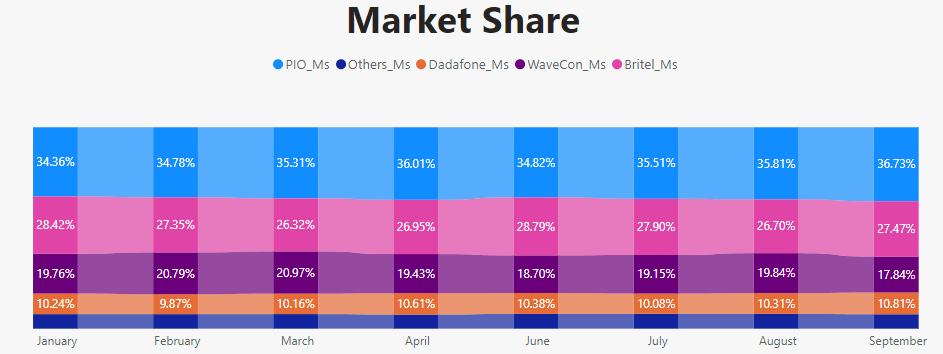 Market Share
PIO_Ms Others_Ms Dadafone_Ms WaveCon_Ms Britel_Ms
34.36% 34.78% 35.31% 36.01% 34.82% 35.51% 35.81% 36.73%
28.42% 27.35% 26.32% 26.95% 28.79% 27.90% 26.70% 27.47%
19.76% 20.79% 20.97% 19.43% 18.70% 19.15% 19.84% 17.84%
10.24% 9.87% 10.16% 10.61% 10.38% 10.08% 10.31% 10.81%
January February March April June July August September